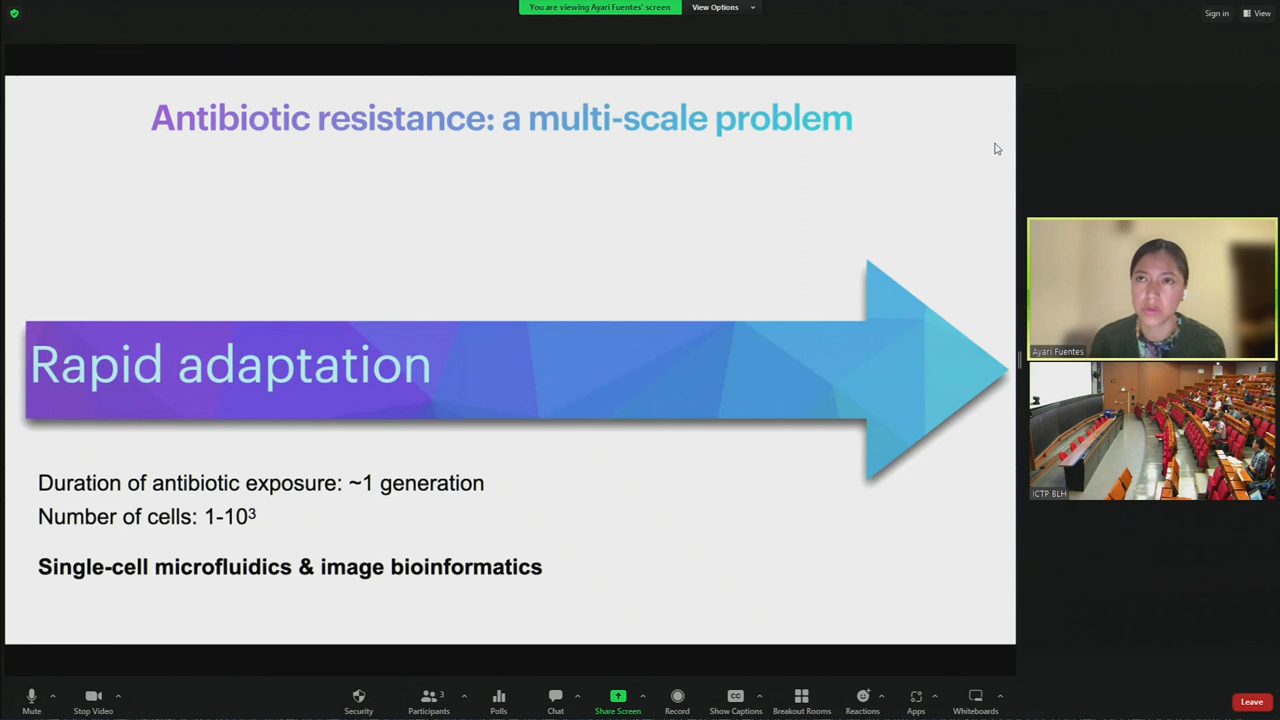 You are viewing Ayari Fuentes' screen
View Options
Sign in
View
Antibiotic resistance: a multi-scale problem
Rapid adaptation
Duration of antibiotic exposure: ~1 generation
Number of cells: 1-10³
Single-cell microfluidics & image bioinformatics
Ayari Fuentes
ICTP BLH
Mute
Stop Video
Security
Participants
3
Polls
Chat
Share Screen
Record
Show Captions
CC
Breakout Rooms
Reactions
Apps
Whiteboards
Leave